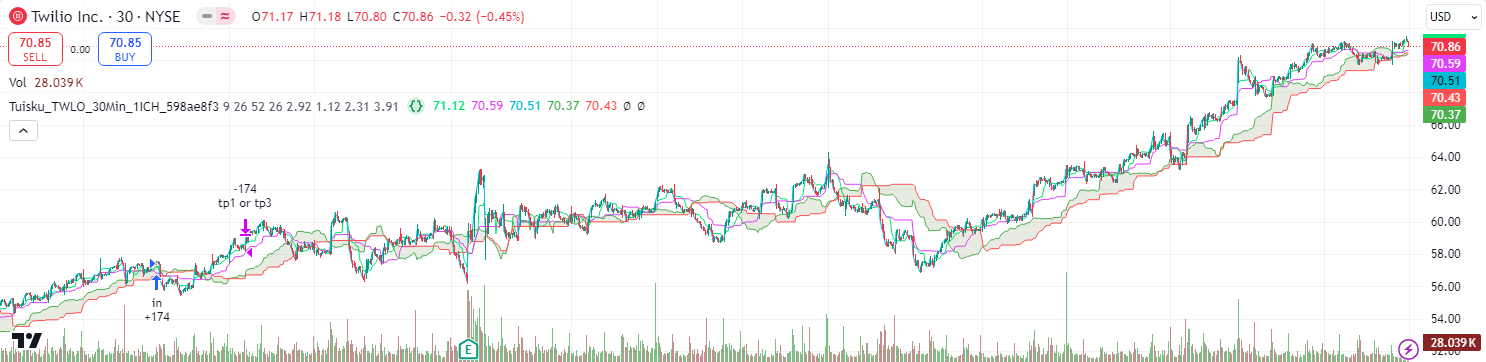 Twilio Inc. · 30 · NYSE O71.17 H71.18 L70.80 C70.86 −0.32 (−0.45%)
USD
70.85 SELL
0.00
70.85 BUY
Vol 28.039K
Tuisku_TWLO_30Min_1ICH_598ae8f3 9 26 52 26 2.92 1.12 2.31 3.91 {} 71.12 70.59 70.51 70.37 70.43 Ø Ø
70.86
70.59
70.51
70.43
70.37
66.00
64.00
62.00
60.00
58.00
56.00
54.00
28.039K
52.00
-174
tp1 or tp3
in
+174
E